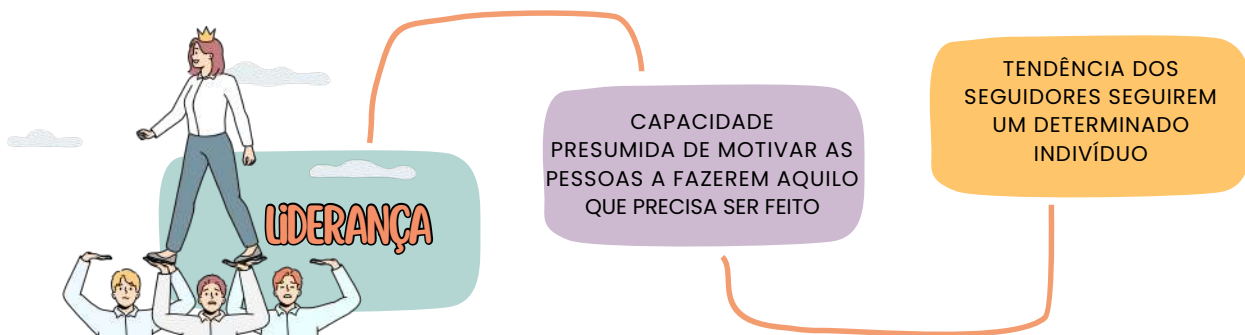 LIDERANÇA
CAPACIDADE
PRESUMIDA DE MOTIVAR AS
PESSOAS A FAZEREM AQUILO
QUE PRECISA SER FEITO
TENDÊNCIA DOS
SEGUIDORES SEGUIREM
UM DETERMINADO
INDIVÍDUO